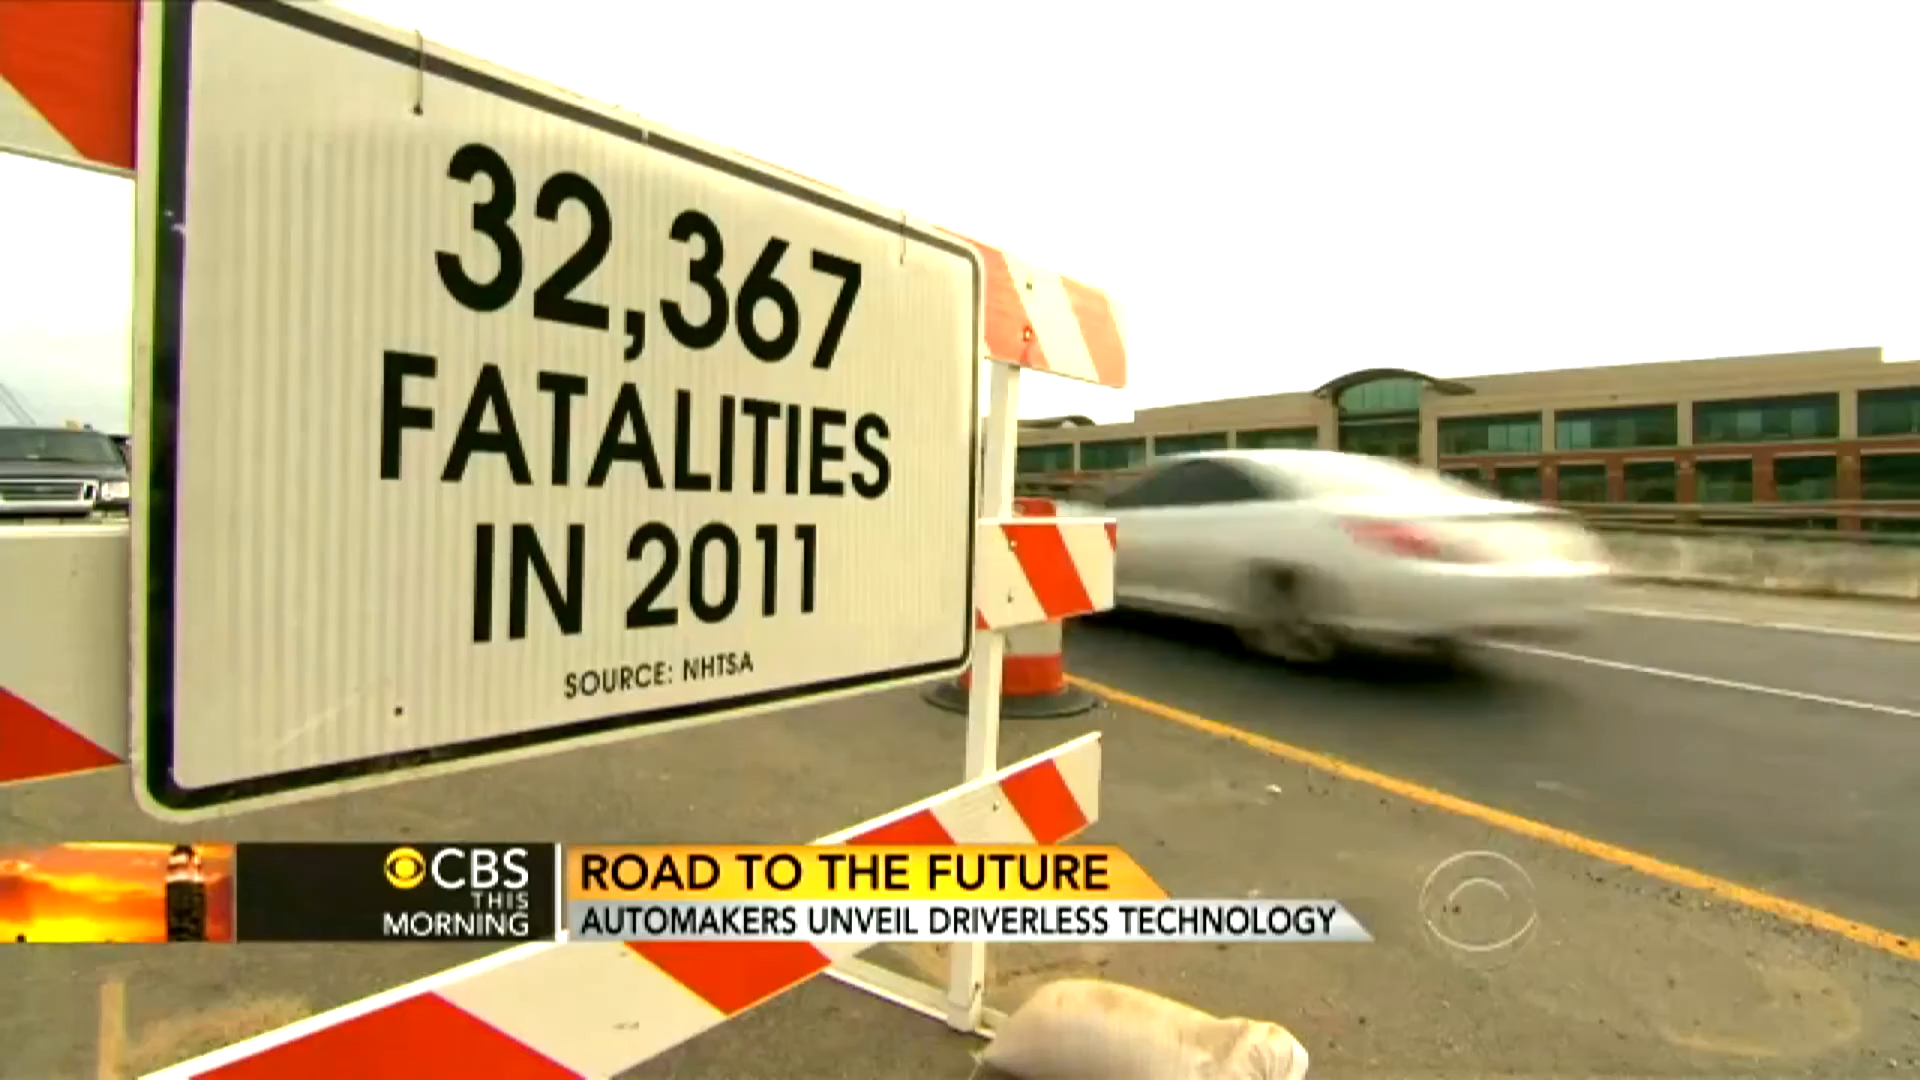 32,367
FATALITIES
IN 2011
SOURCE: NHTSA
CBS
THIS
MORNING
ROAD TO THE FUTURE
AUTOMAKERS UNVEIL DRIVERLESS TECHNOLOGY